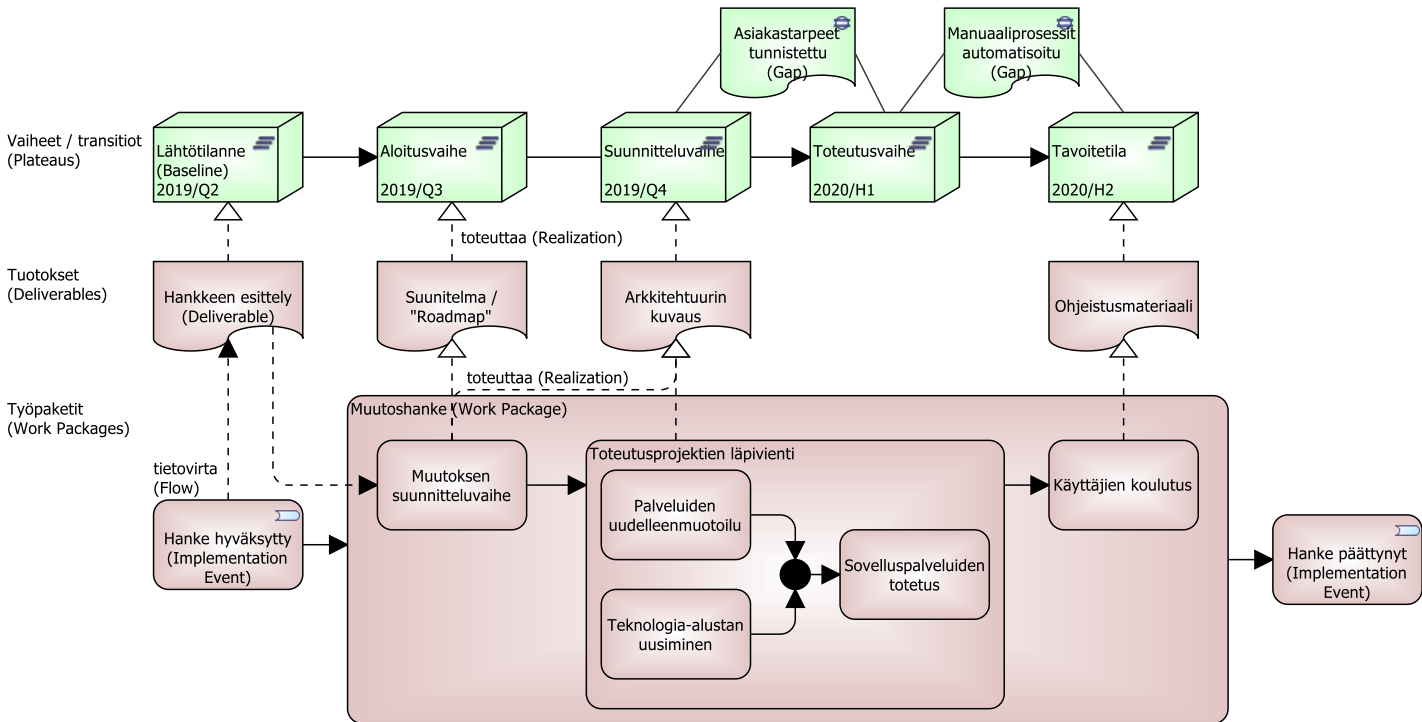 Asiakastarpeet
tunnistettu
(Gap)
Manuaaliprosessit
automatisoitu
(Gap)
Vaiheet / transitiot
(Plateaus)
Lähtötilanne
(Baseline)
2019/Q2
Aloitusvaihe
2019/Q3
Suunnitteluvaihe
2019/Q4
Toteutusvaihe
2020/H1
Tavoitetila
2020/H2
toteuttaa (Realization)
Tuotokset
(Deliverables)
Hankkeen esittely
(Deliverable)
Suunitelma /
"Roadmap"
Arkkitehtuurin
kuvaus
Ohjeistusmateriaali
toteuttaa (Realization)
Työpaketit
(Work Packages)
Muutoshanke (Work Package)
Toteutusprojektien läpivienti
tietovirta
(Flow)
Muutoksen
suunnitteluvaihe
Käyttäjien koulutus
Palveluiden
uudelleenmuotoilu
Hanke hyväksytty
(Implementation
Event)
Sovelluspalveluiden
totetus
Hanke päättynyt
(Implementation
Event)
Teknologia-alustan
uusiminen